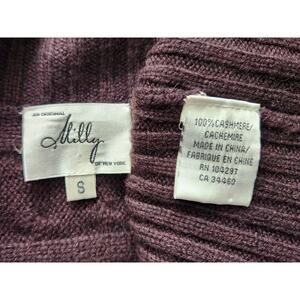 AN ORIGINAL
Milly
OF NEW YORK
S
100% CASHMERE/
CACHEMIRE
MADE IN CHINA/
FABRIQUE EN CHINE
RN 104297
CA 34460